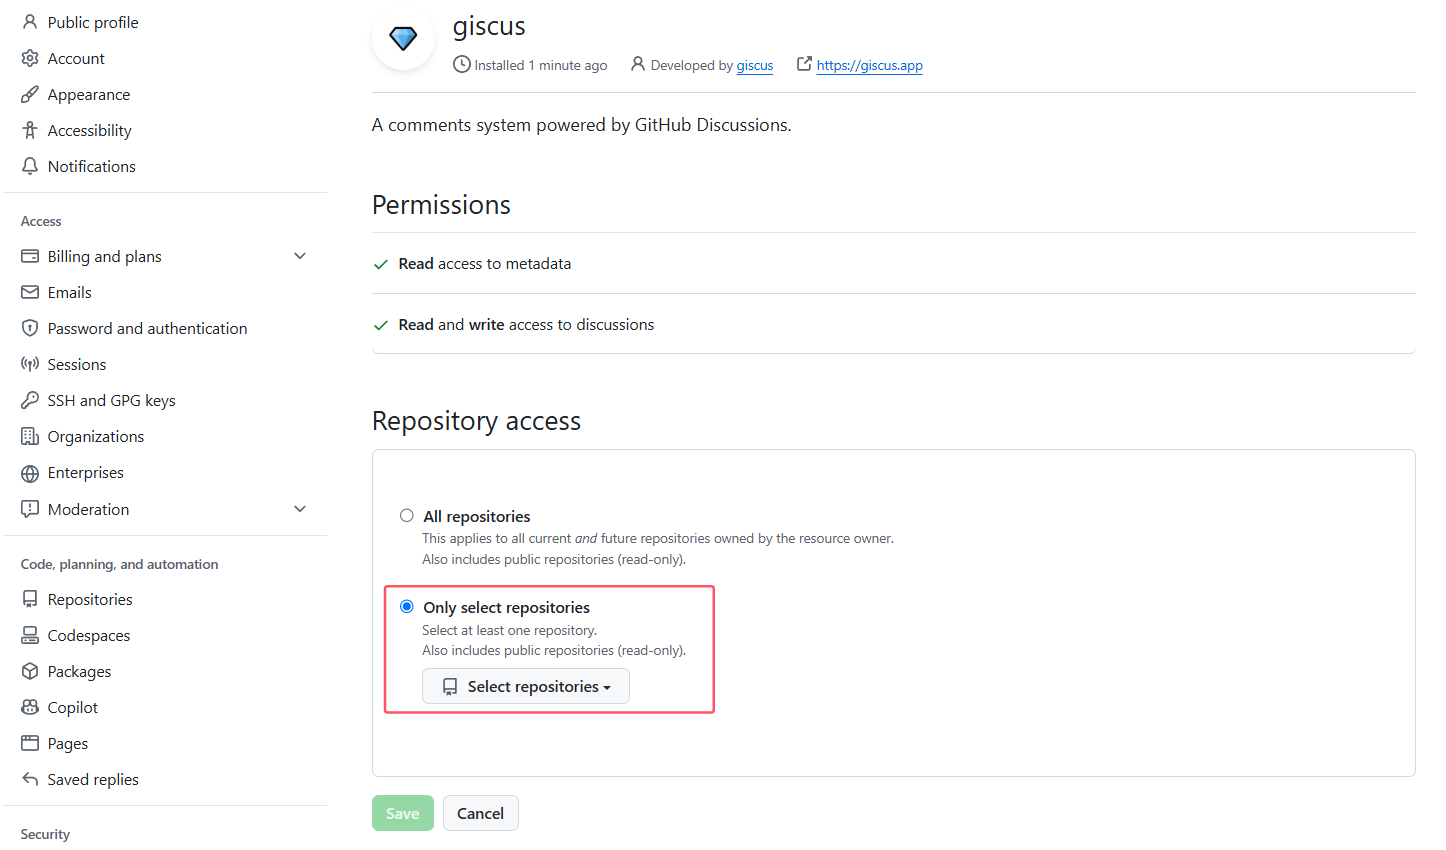 Public profile
Account
Appearance
Accessibility
Notifications
Access
Billing and plans
Emails
Password and authentication
Sessions
SSH and GPG keys
Organizations
Enterprises
Moderation
Code, planning, and automation
Repositories
Codespaces
Packages
Copilot
Pages
Saved replies
Security
giscus
Installed 1 minute ago Developed by giscus https://giscus.app
A comments system powered by GitHub Discussions.
Permissions
Read access to metadata
Read and write access to discussions
Repository access
All repositories
This applies to all current and future repositories owned by the resource owner.
Also includes public repositories (read-only).
Only select repositories
Select at least one repository.
Also includes public repositories (read-only).
Select repositories
Save Cancel